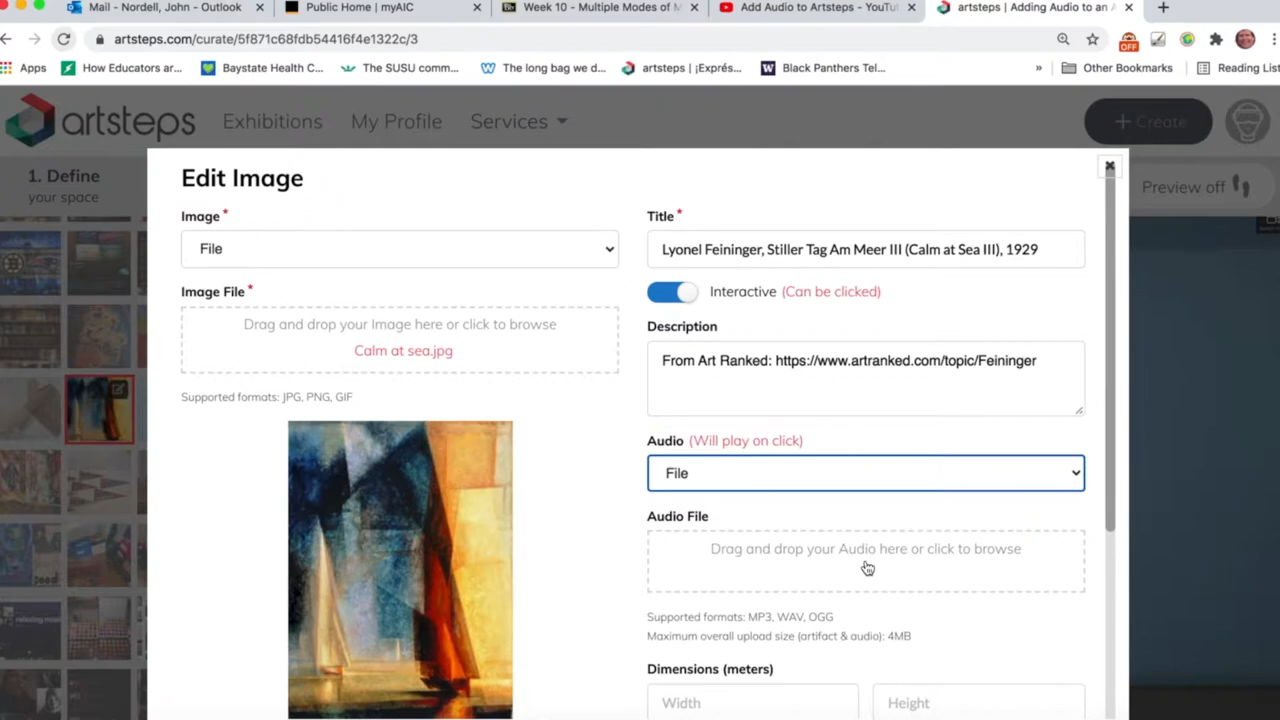 Mail - Nordell, John - Outlook
Public Home | myAIC
Week 10 - Multiple Modes of M
Add Audio to Artsteps - YouTu
artsteps | Adding Audio to an A
artsteps.com/curate/5f871c68fdb54416f4e1322c/3
OFF
Apps
How Educators ar...
Baystate Health C...
The SUSU comm...
The long bag we d...
artsteps | ¡Exprés...
Black Panthers Tel...
»
Other Bookmarks
Reading List
artsteps
Exhibitions
My Profile
Services
+ Create
1. Define
your space
Preview off
Edit Image
Image*
File
Image File*
Drag and drop your Image here or click to browse
Calm at sea.jpg
Supported formats: JPG, PNG, GIF
Title*
Lyonel Feininger, Stiller Tag Am Meer III (Calm at Sea III), 1929
Interactive (Can be clicked)
Description
From Art Ranked: https://www.artranked.com/topic/Feininger
Audio (Will play on click)
File
Audio File
Drag and drop your Audio here or click to browse
Supported formats: MP3, WAV, OGG
Maximum overall upload size (artifact & audio): 4MB
Dimensions (meters)
Width
Height